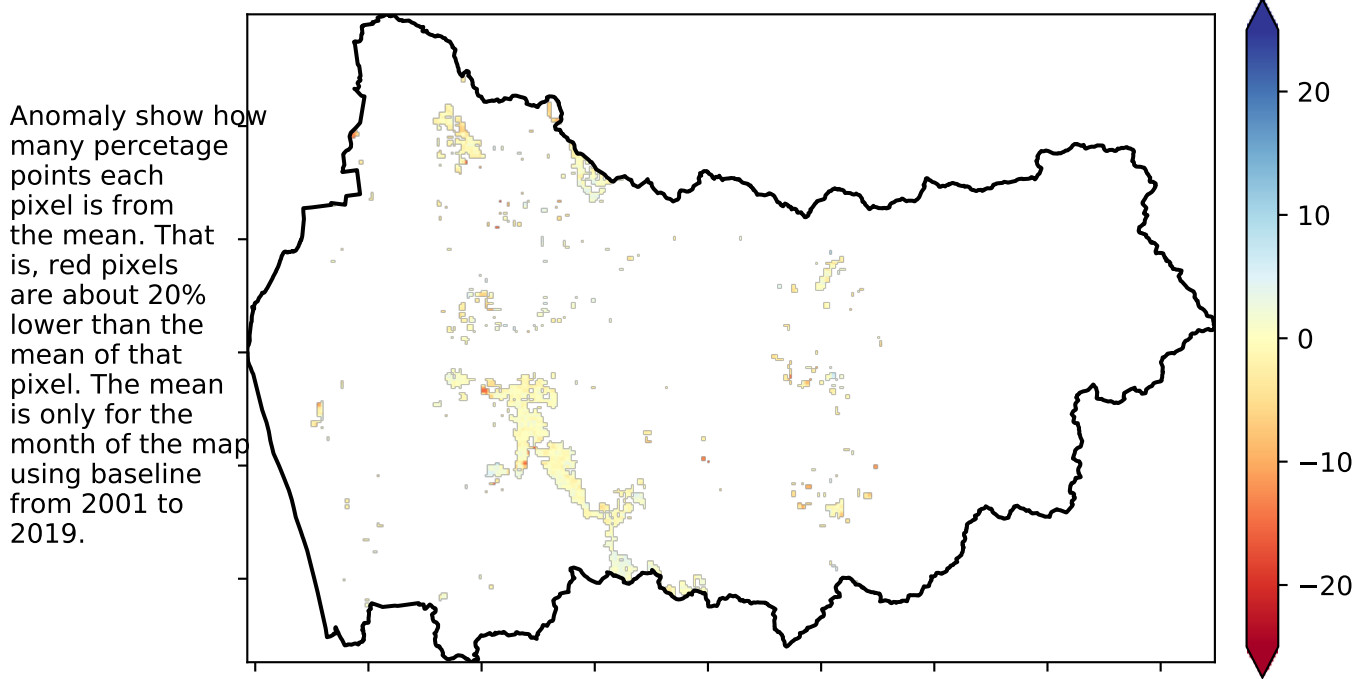 Anomaly show how
many percetage
points each
pixel is from
the mean. That
is, red pixels
are about 20%
lower than the
mean of that
pixel. The mean
is only for the
month of the map
using baseline
from 2001 to
2019.
20
10
0
−10
−20